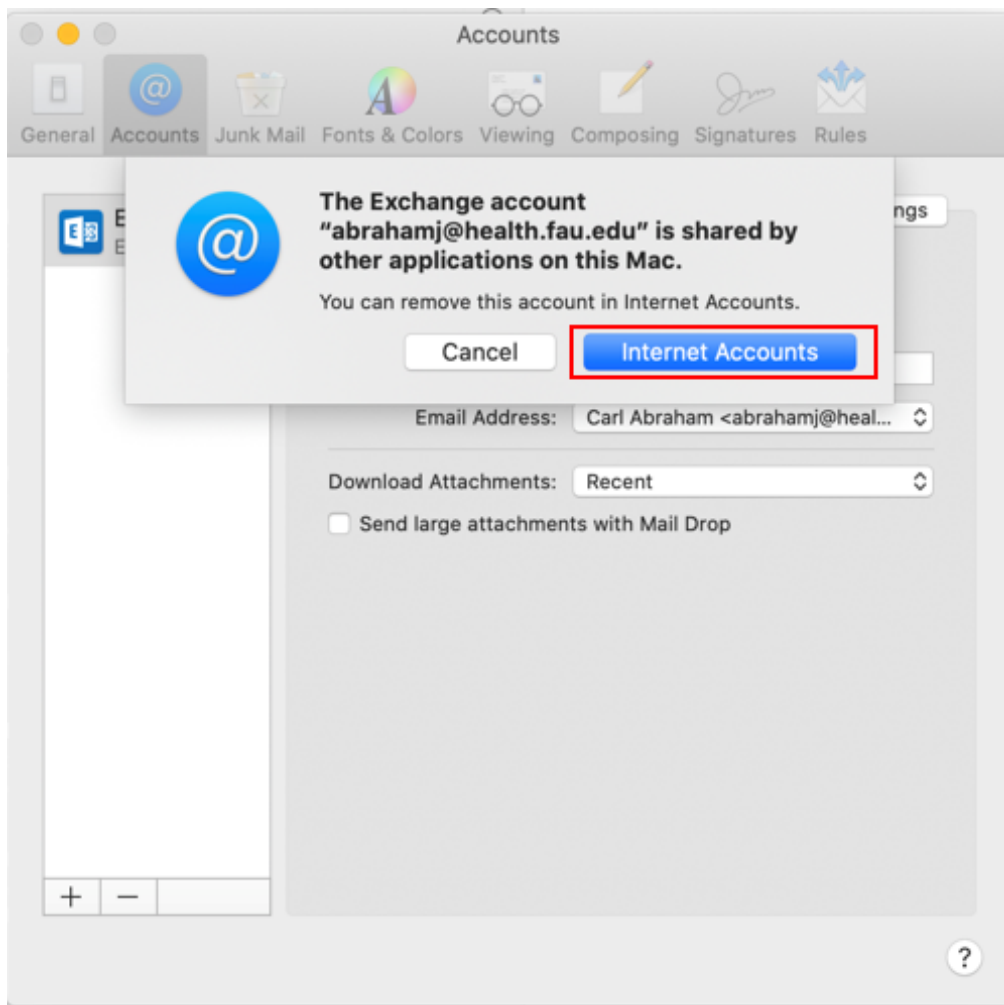 Accounts
General Accounts Junk Mail Fonts & Colors Viewing Composing Signatures Rules
The Exchange account
“abrahamj@health.fau.edu” is shared by
other applications on this Mac.
You can remove this account in Internet Accounts.
Cancel Internet Accounts
Email Address: Carl Abraham <abrahamj@heal...
Download Attachments: Recent
Send large attachments with Mail Drop
?